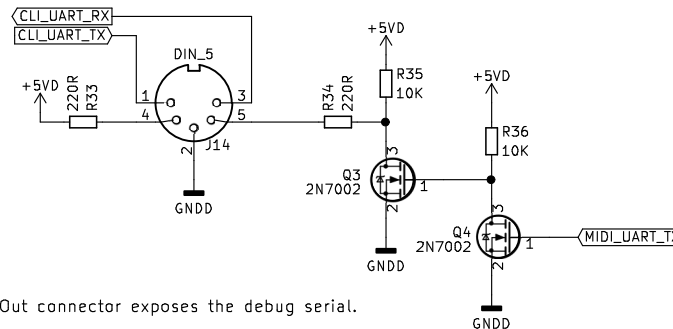 CLI_UART_RX
CLI_UART_TX
DIN_5
+5VD
220R
R33
1
4
2
3
5
J14
GNDD
R34
220R
+5VD
R35
10K
3
Q3
2N7002
1
2
GNDD
+5VD
R36
10K
3
Q4
2N7002
1
2
GNDD
MIDI_UART_TX
Out connector exposes the debug serial.